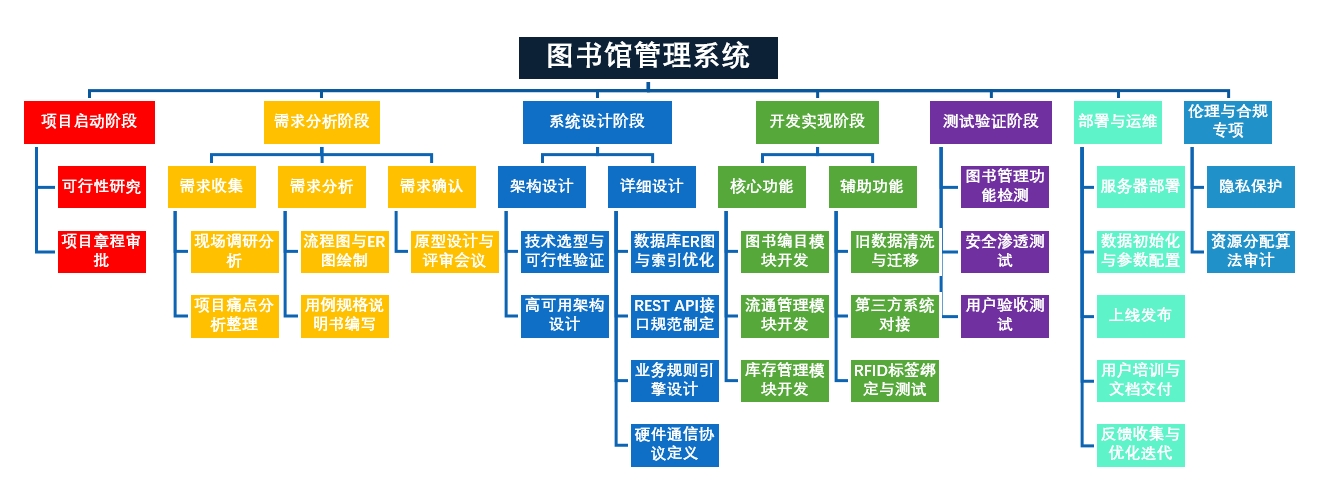 图书馆管理系统
项目启动阶段
可行性研究
项目章程审
批
需求分析阶段
需求收集
现场调研分
析
项目痛点分
析整理
需求分析
流程图与ER
图绘制
用例规格说
明书编写
需求确认
原型设计与
评审会议
系统设计阶段
架构设计
技术选型与
可行性验证
高可用架构
设计
详细设计
数据库ER图
与索引优化
REST API接
口规范制定
业务规则引
擎设计
硬件通信协
议定义
开发实现阶段
核心功能
图书编目模
块开发
流通管理模
块开发
库存管理模
块开发
辅助功能
旧数据清洗
与迁移
第三方系统
对接
RFID标签绑
定与测试
测试验证阶段
图书管理功
能检测
安全渗透测
试
用户验收测
试
部署与运维
服务器部署
数据初始化
与参数配置
上线发布
用户培训与
文档交付
反馈收集与
优化迭代
伦理与合规
专项
隐私保护
资源分配算
法审计